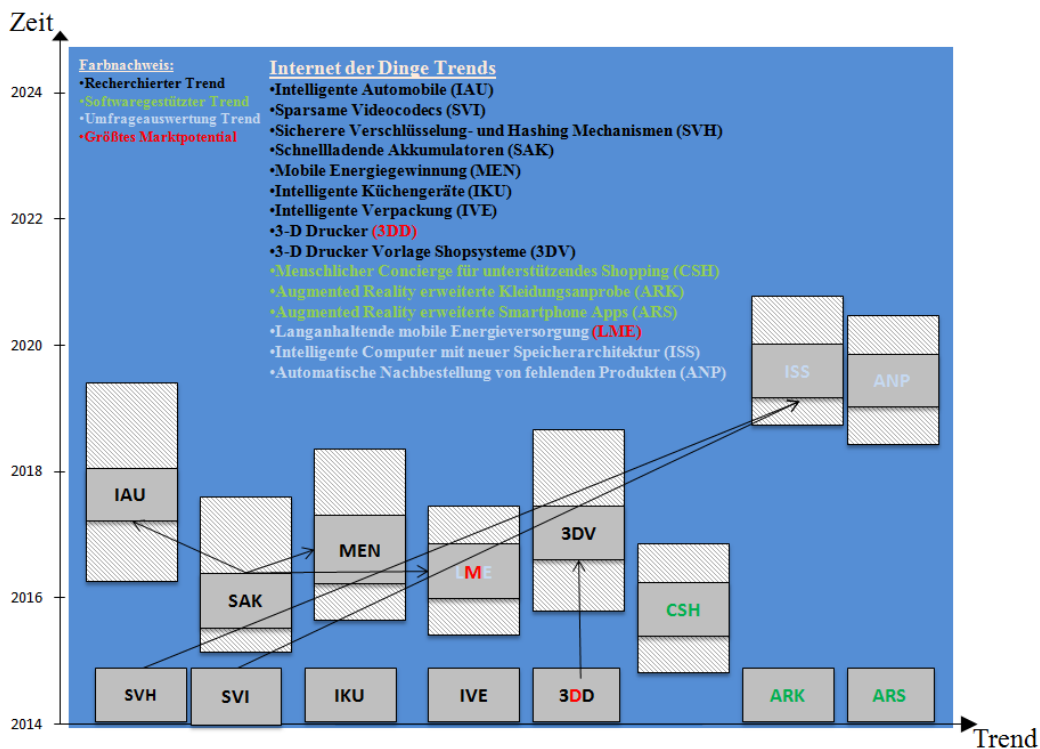 Zeit
Farbnachweis:
•Recherchierter Trend
•Softwaregestützter Trend
•Umfrageauswertung Trend
•Größtes Marktpotential
Internet der Dinge Trends
•Intelligente Automobile (IAU)
•Sparsame Videocodecs (SVI)
•Sicherere Verschlüsselung- und Hashing Mechanismen (SVH)
•Schnellladende Akkumulatoren (SAK)
•Mobile Energiegewinnung (MEN)
•Intelligente Küchengeräte (IKU)
•Intelligente Verpackung (IVE)
•3-D Drucker (3DD)
•3-D Drucker Vorlage Shopsysteme (3DV)
•Menschlicher Concierge für unterstützendes Shopping (CSH)
•Augmented Reality erweiterte Kleidungsanprobe (ARK)
•Augmented Reality erweiterte Smartphone Apps (ARS)
•Langanhaltende mobile Energieversorgung (LME)
•Intelligente Computer mit neuer Speicherarchitektur (ISS)
•Automatische Nachbestellung von fehlenden Produkten (ANP)
2024
2022
2020
2018
2016
2014
ISS
ANP
IAU
3DV
MEN
LME
SAK
CSH
SVH
SVI
IKU
IVE
3DD
ARK
ARS
Trend